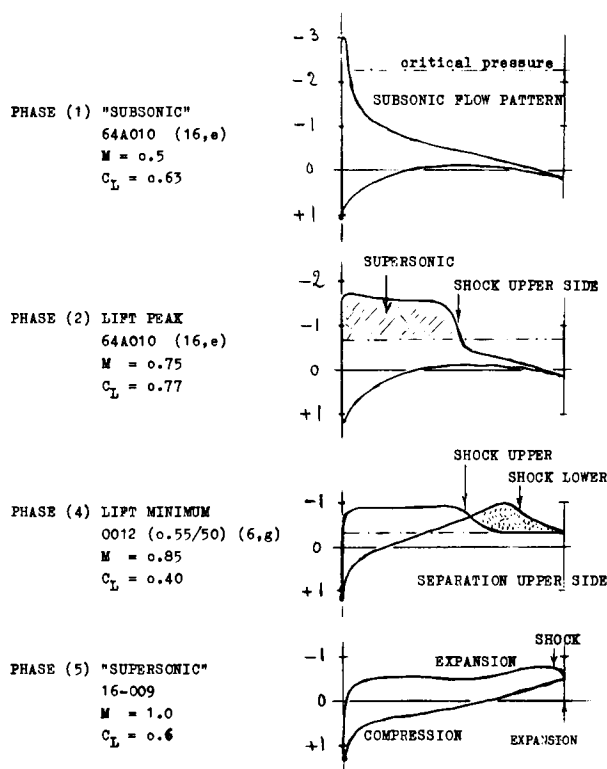 -3
critical pressure
-2
PHASE (1) "SUBSONIC"
SUBSONIC FLOW PATTERN
64A010 (16,e)
-1
M = 0.5
C_L = 0.63
0
+1
-2
SUPERSONIC
SHOCK UPPER SIDE
PHASE (2) LIFT PEAK
64A010 (16,e)
-1
M = 0.75
0
C_L = 0.77
+1
SHOCK UPPER
SHOCK LOWER
-1
PHASE (4) LIFT MINIMUM
0012 (0.55/50) (6,g)
0
M = 0.85
C_L = 0.40
+1
SEPARATION UPPER SIDE
SHOCK
-1
EXPANSION
PHASE (5) "SUPERSONIC"
16-009
0
M = 1.0
C_L = 0.6
COMPRESSION
EXPANSION
+1